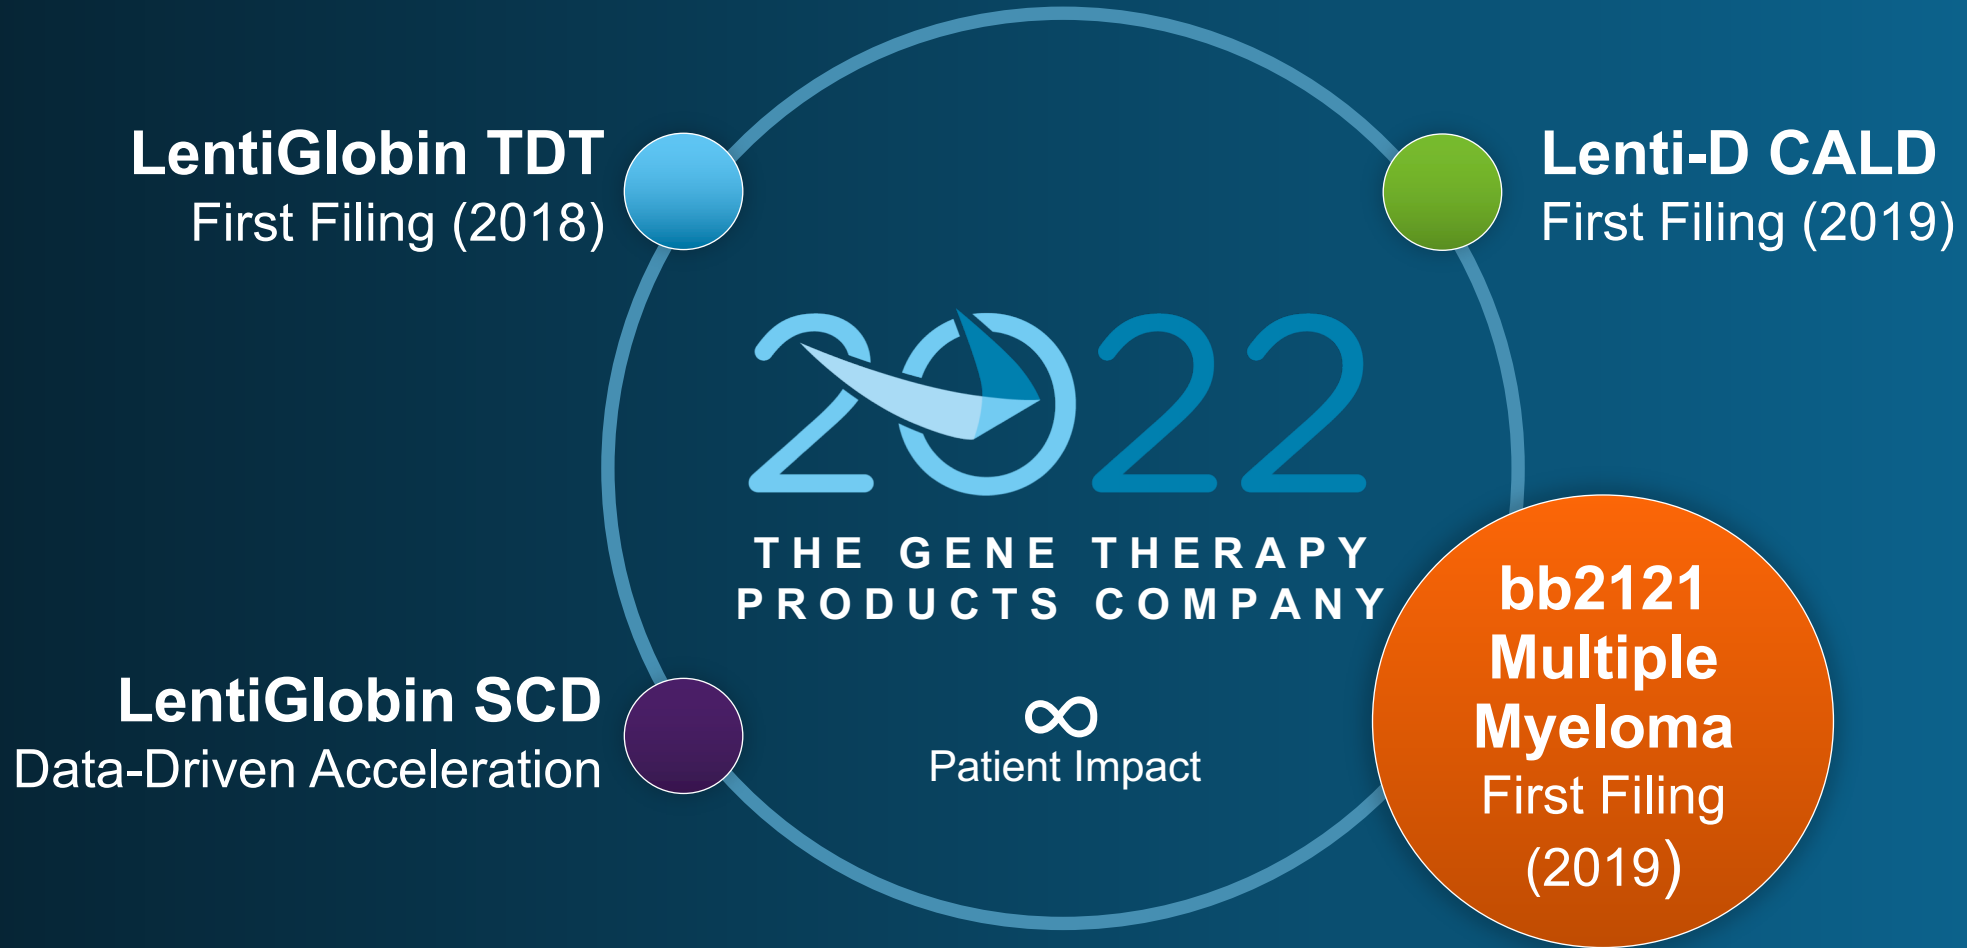 LentiGlobin TDT
First Filing (2018)
Lenti-D CALD
First Filing (2019)
2022
THE GENE THERAPY
PRODUCTS COMPANY
∞
Patient Impact
LentiGlobin SCD
Data-Driven Acceleration
bb2121
Multiple
Myeloma
First Filing
(2019)